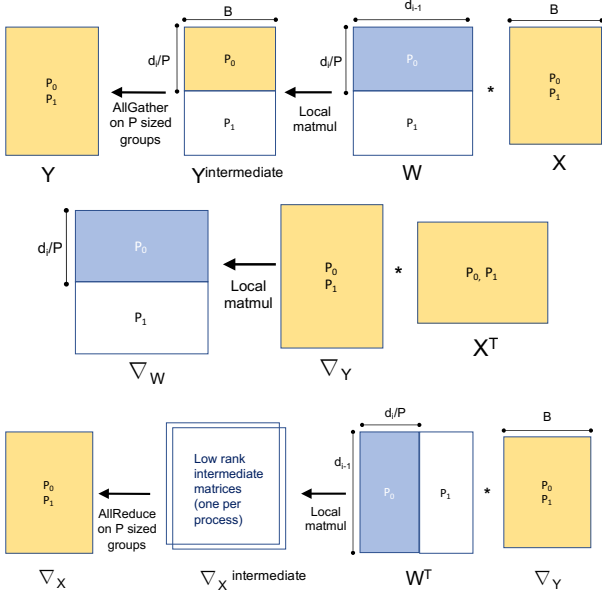 B
d_{i-1}
B
d_i/P
P_0
P_1
AllGather
on P sized
groups
P_0
P_1
Local
matmul
d_i/P
P_0
P_1
*
P_0
P_1
Y
Y^{intermediate}
W
X
d_i/P
P_0
P_1
Local
matmul
P_0
P_1
*
P_0, P_1
∇_W
∇_Y
X^T
P_0
P_1
AllReduce
on P sized
groups
Low rank
intermediate
matrices
(one per
process)
Local
matmul
d_i/P
d_{i-1}
P_0
P_1
*
B
P_0
P_1
∇_X
∇_X^{intermediate}
W^T
∇_Y